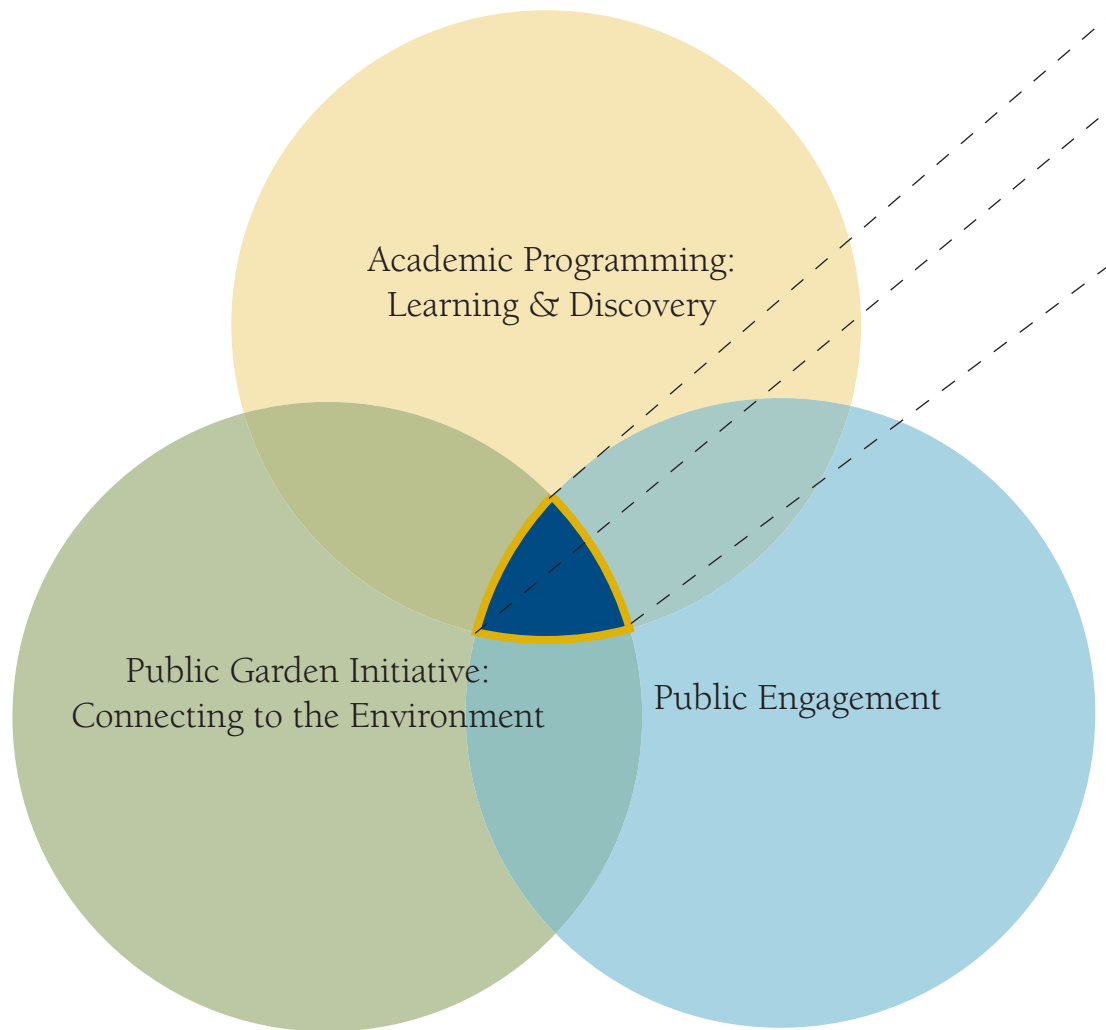 Academic Programming:
Learning & Discovery
Public Garden Initiative:
Connecting to the Environment
Public Engagement